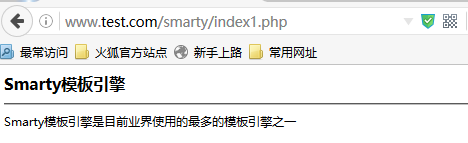 www.test.com/smarty/index1.php
最常访问 火狐官方站点 新手上路 常用网址
Smarty模板引擎
Smarty模板引擎是目前业界使用的最多的模板引擎之一